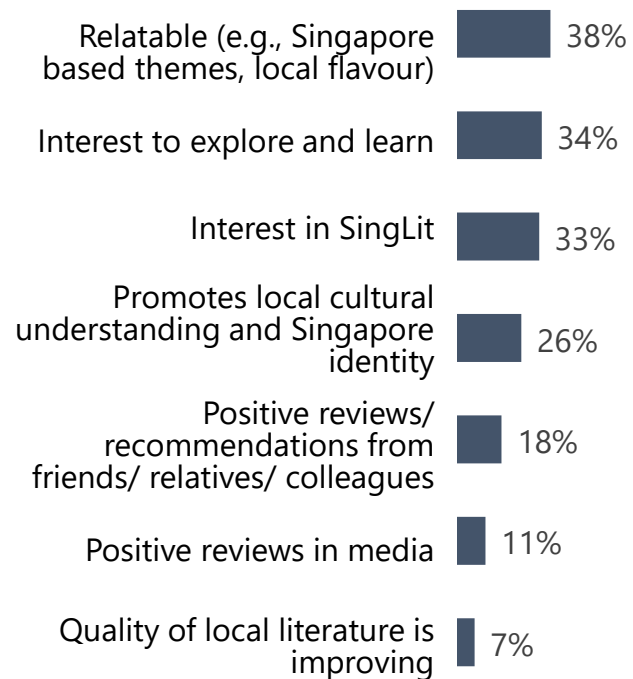 Relatable (e.g., Singapore
based themes, local flavour)
38%
Interest to explore and learn
34%
Interest in SingLit
33%
Promotes local cultural
understanding and Singapore
identity
26%
Positive reviews/
recommendations from
friends/ relatives/ colleagues
18%
Positive reviews in media
11%
Quality of local literature is
improving
7%